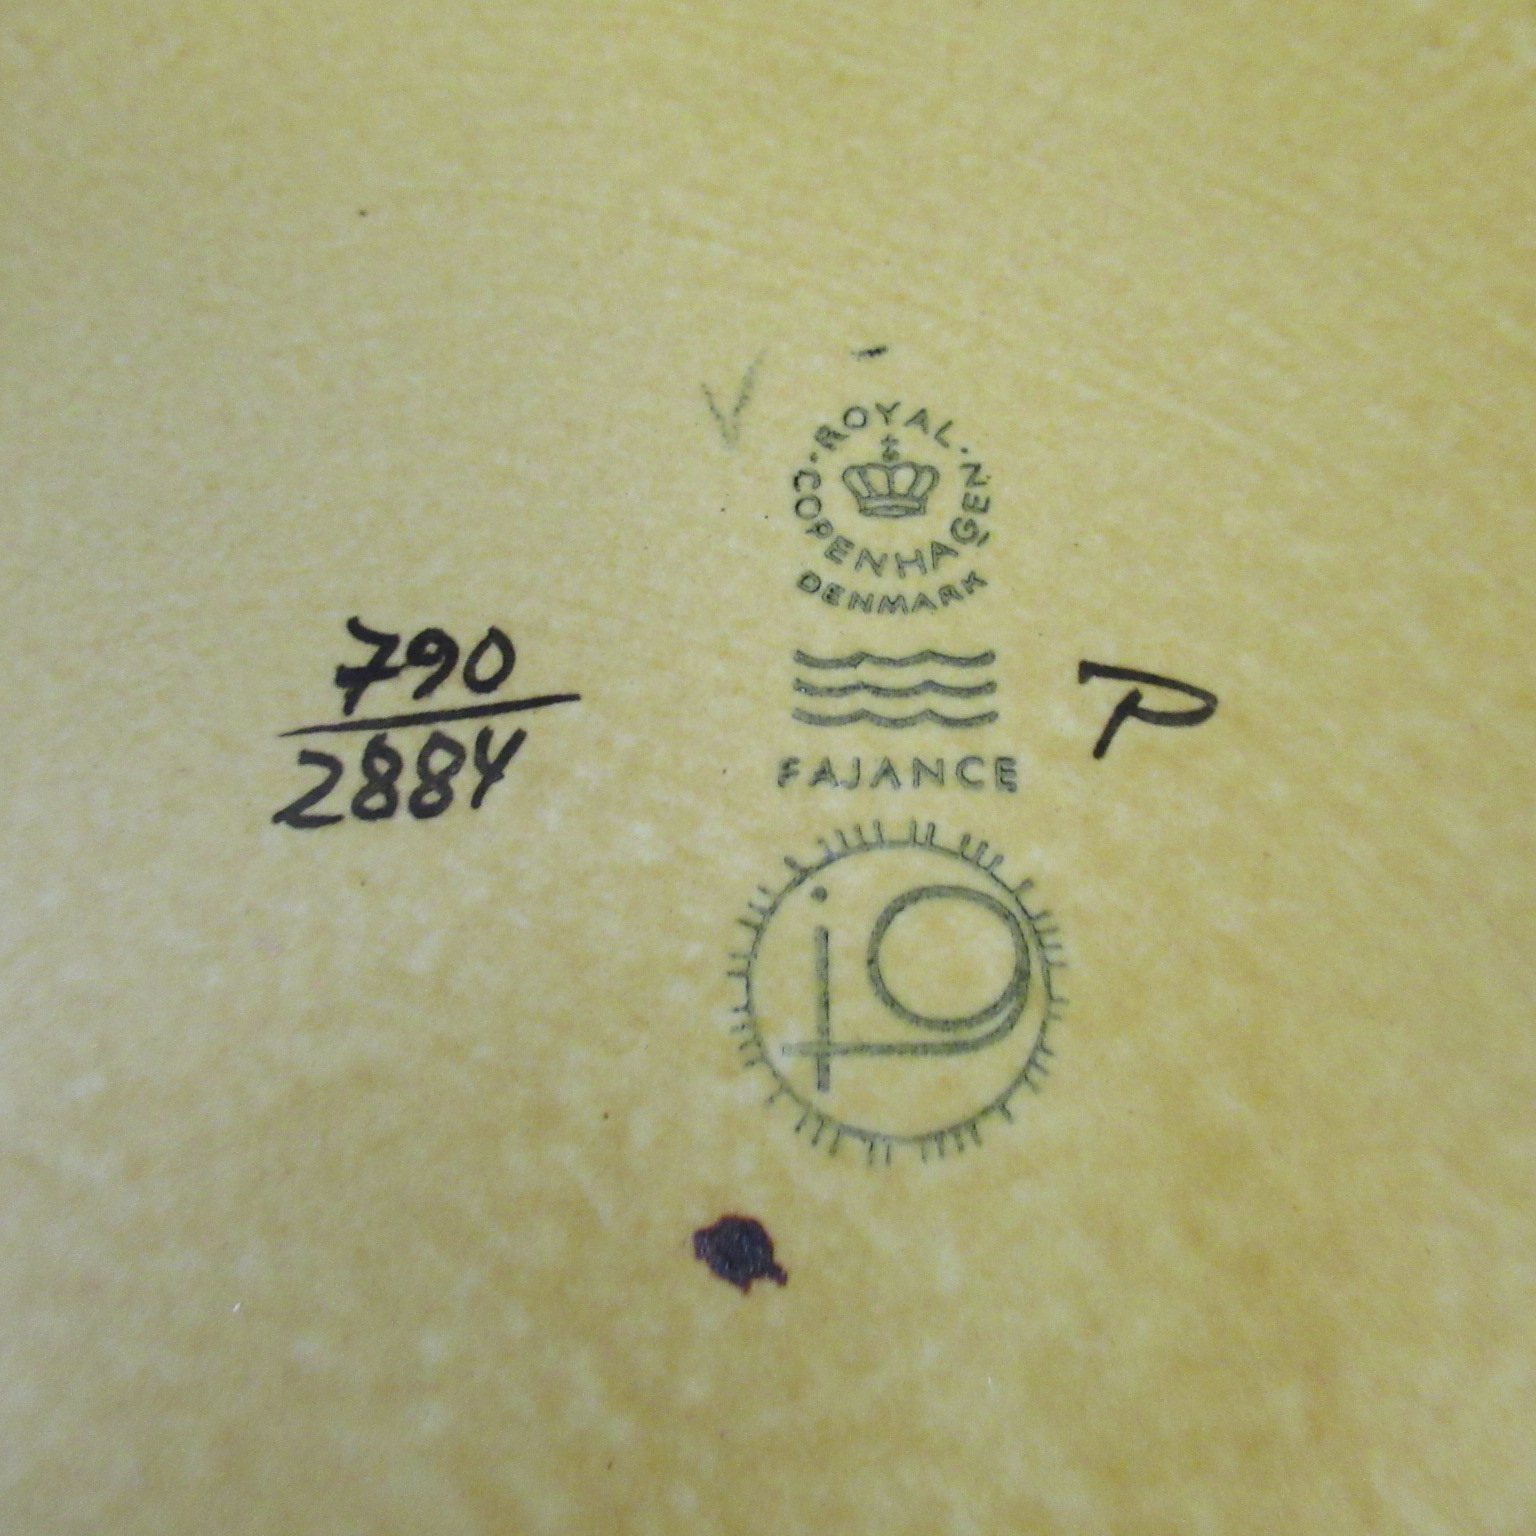 ROYAL
COPENHAGEN
DENMARK
790
2884
P
FAJANCE